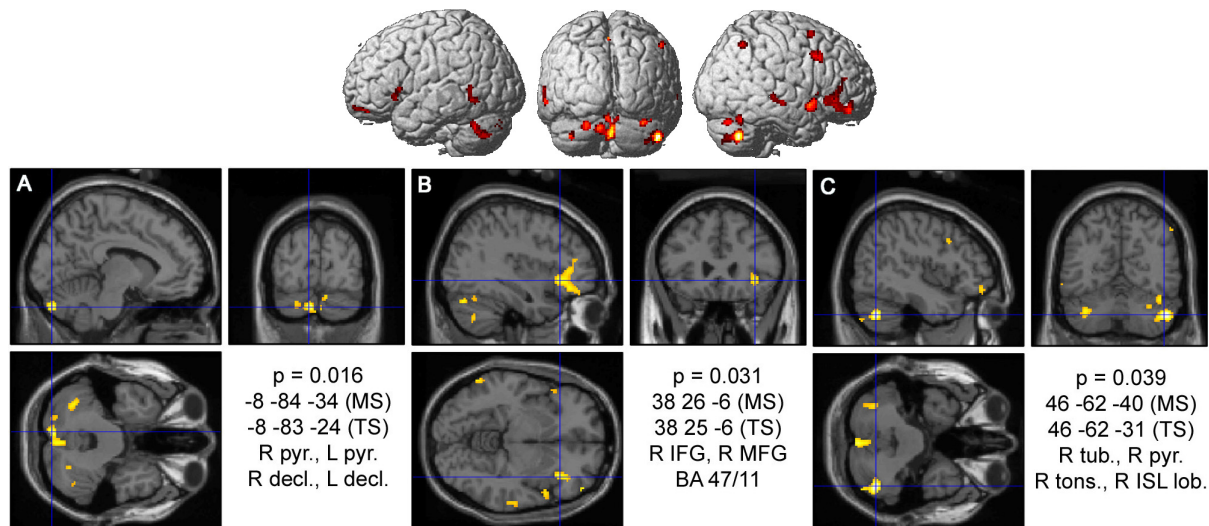 A
B
C
p = 0.016
-8 -84 -34 (MS)
-8 -83 -24 (TS)
R pyr., L pyr.
R decl., L decl.
p = 0.031
38 26 -6 (MS)
38 25 -6 (TS)
R IFG, R MFG
BA 47/11
p = 0.039
46 -62 -40 (MS)
46 -62 -31 (TS)
R tub., R pyr.
R tons., R ISL lob.